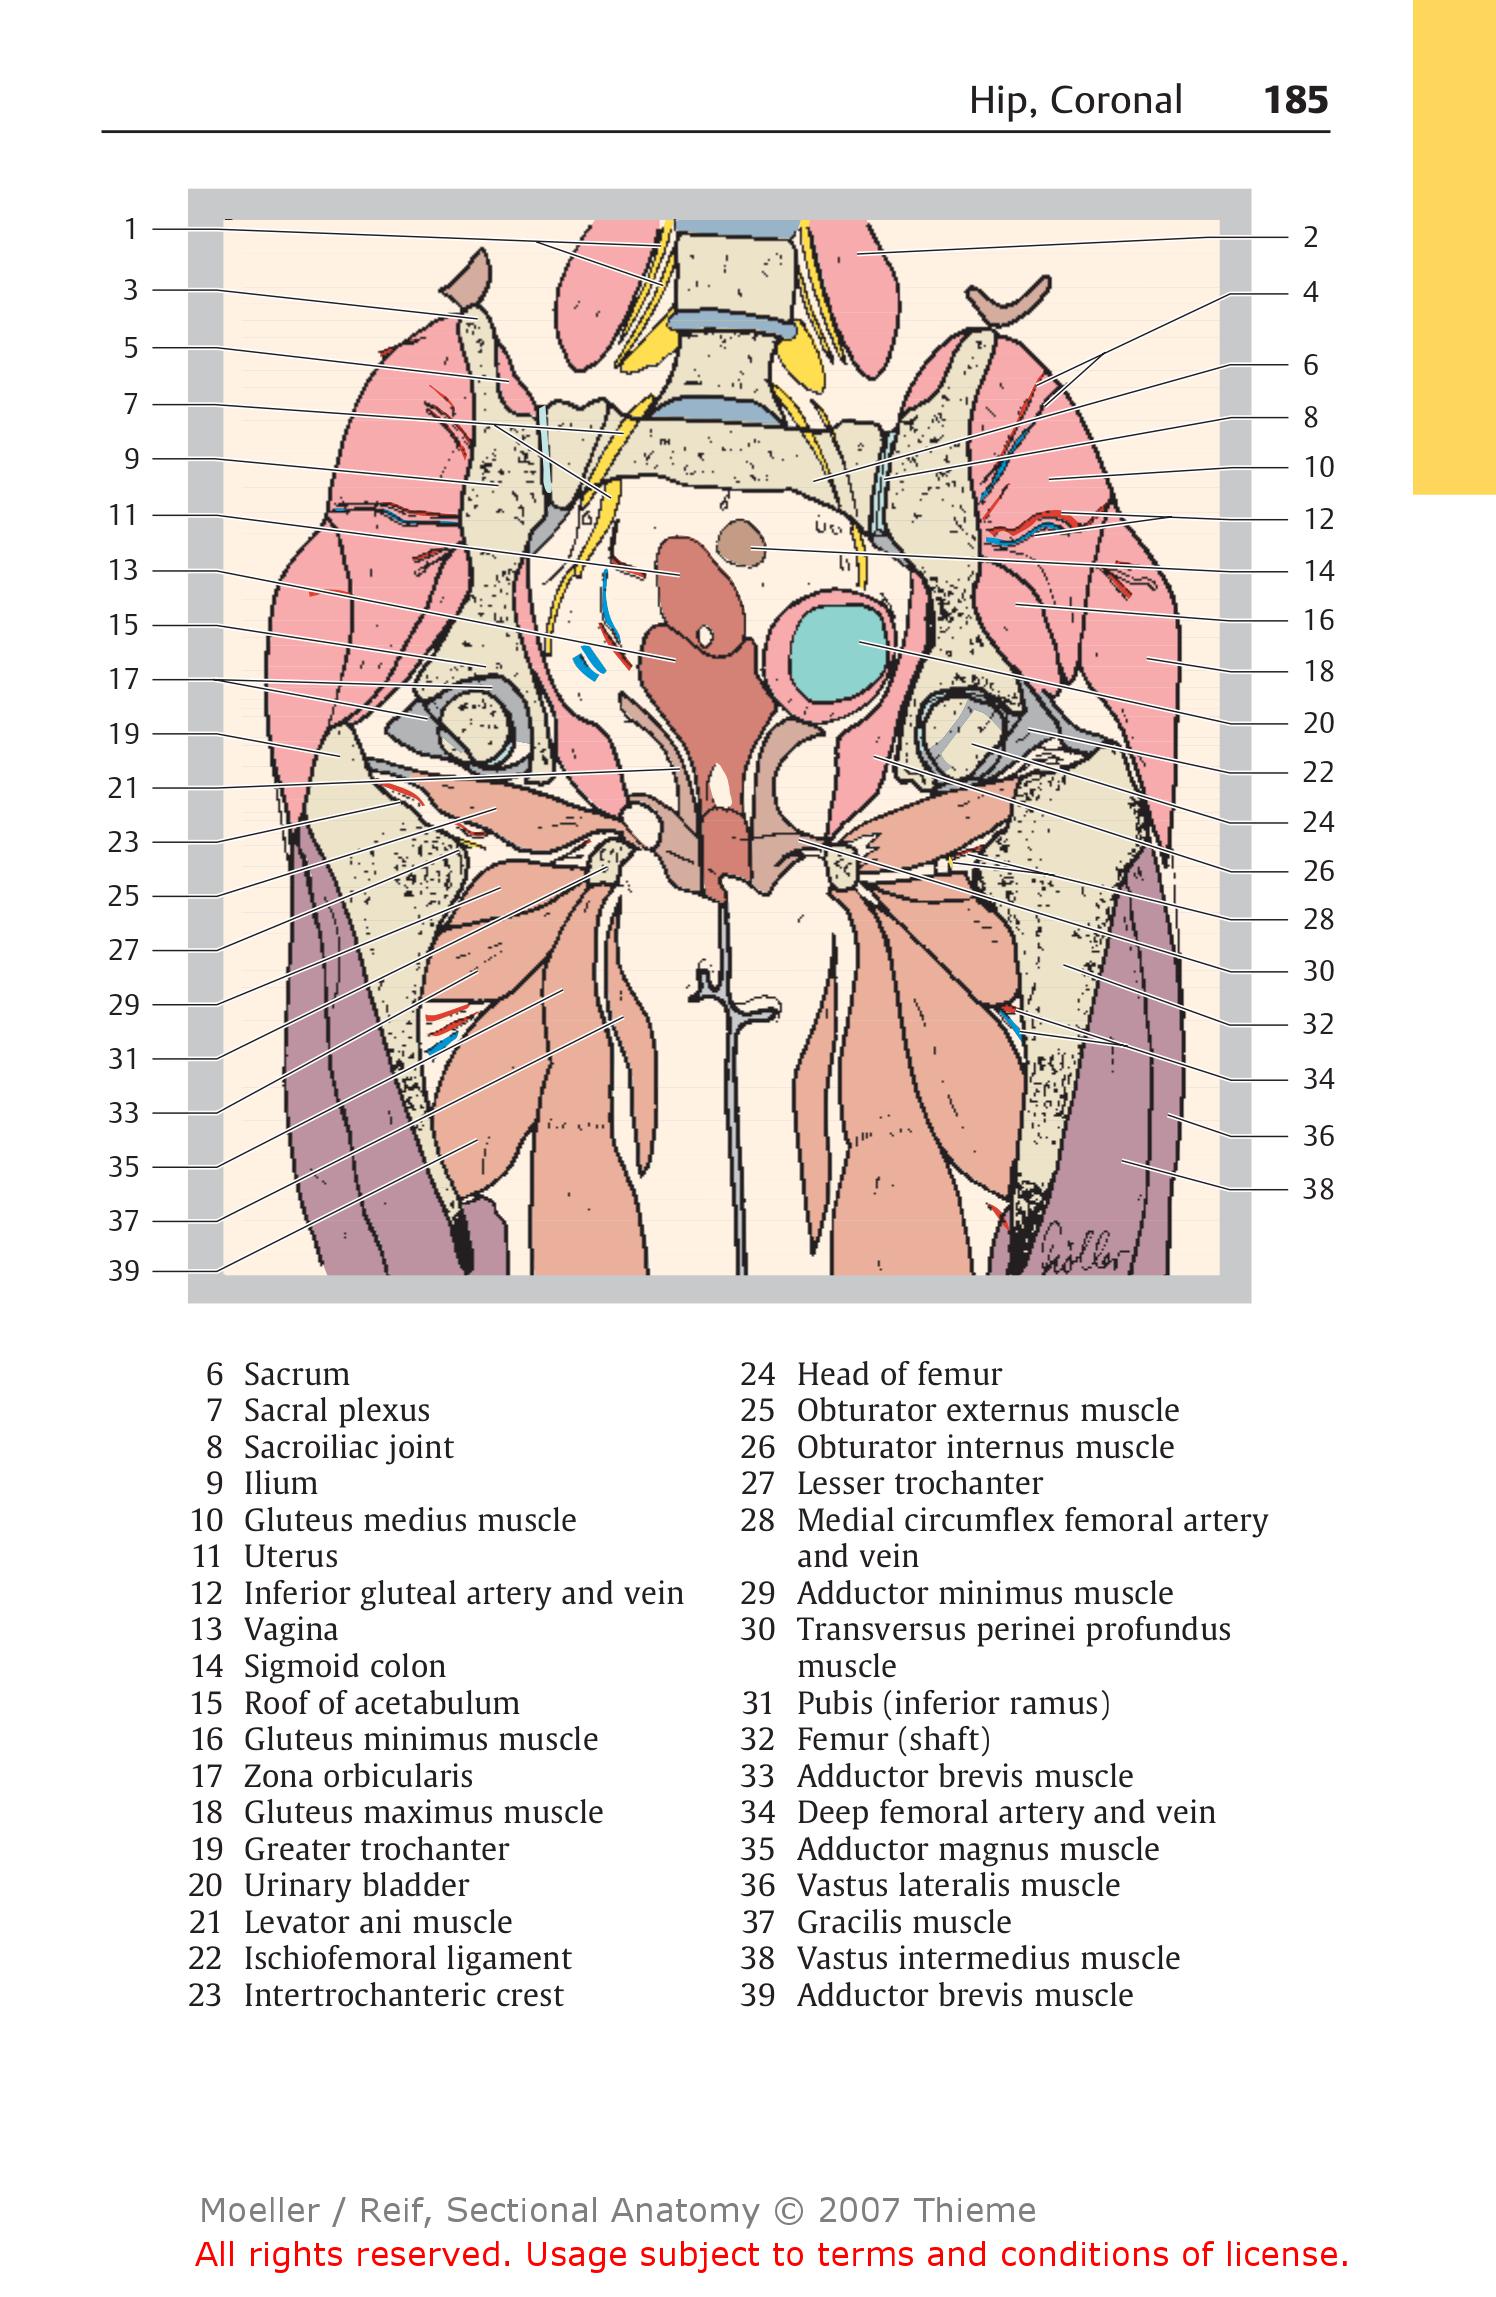 Hip, Coronal 185
1
3
5
7
9
11
13
15
17
19
21
23
25
27
29
31
33
35
37
39
2
4
6
8
10
12
14
16
18
20
22
24
26
28
30
32
34
36
38
6 Sacrum
7 Sacral plexus
8 Sacroiliac joint
9 Ilium
10 Gluteus medius muscle
11 Uterus
12 Inferior gluteal artery and vein
13 Vagina
14 Sigmoid colon
15 Roof of acetabulum
16 Gluteus minimus muscle
17 Zona orbicularis
18 Gluteus maximus muscle
19 Greater trochanter
20 Urinary bladder
21 Levator ani muscle
22 Ischiofemoral ligament
23 Intertrochanteric crest
24 Head of femur
25 Obturator externus muscle
26 Obturator internus muscle
27 Lesser trochanter
28 Medial circumflex femoral artery
and vein
29 Adductor minimus muscle
30 Transversus perinei profundus
muscle
31 Pubis (inferior ramus)
32 Femur (shaft)
33 Adductor brevis muscle
34 Deep femoral artery and vein
35 Adductor magnus muscle
36 Vastus lateralis muscle
37 Gracilis muscle
38 Vastus intermedius muscle
39 Adductor brevis muscle
Moeller / Reif, Sectional Anatomy © 2007 Thieme
All rights reserved. Usage subject to terms and conditions of license.